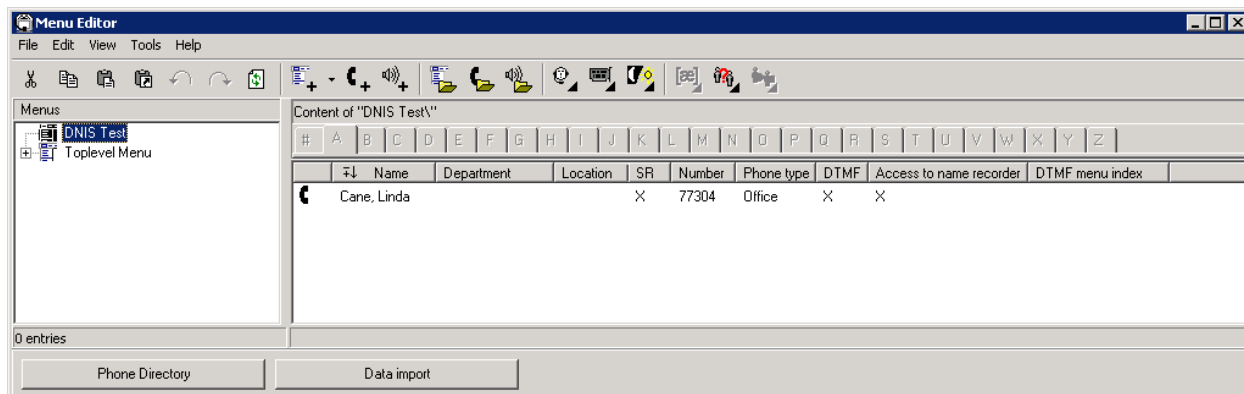 Menu Editor
File Edit View Tools Help
[æ]
Menus
Content of "DNIS Test\"
DNIS Test
Toplevel Menu
# A B C D E F G H I J K L M N O P Q R S T U V W X Y Z
Name Department Location SR Number Phone type DTMF Access to name recorder DTMF menu index
Cane, Linda X 77304 Office X X
0 entries
Phone Directory Data import